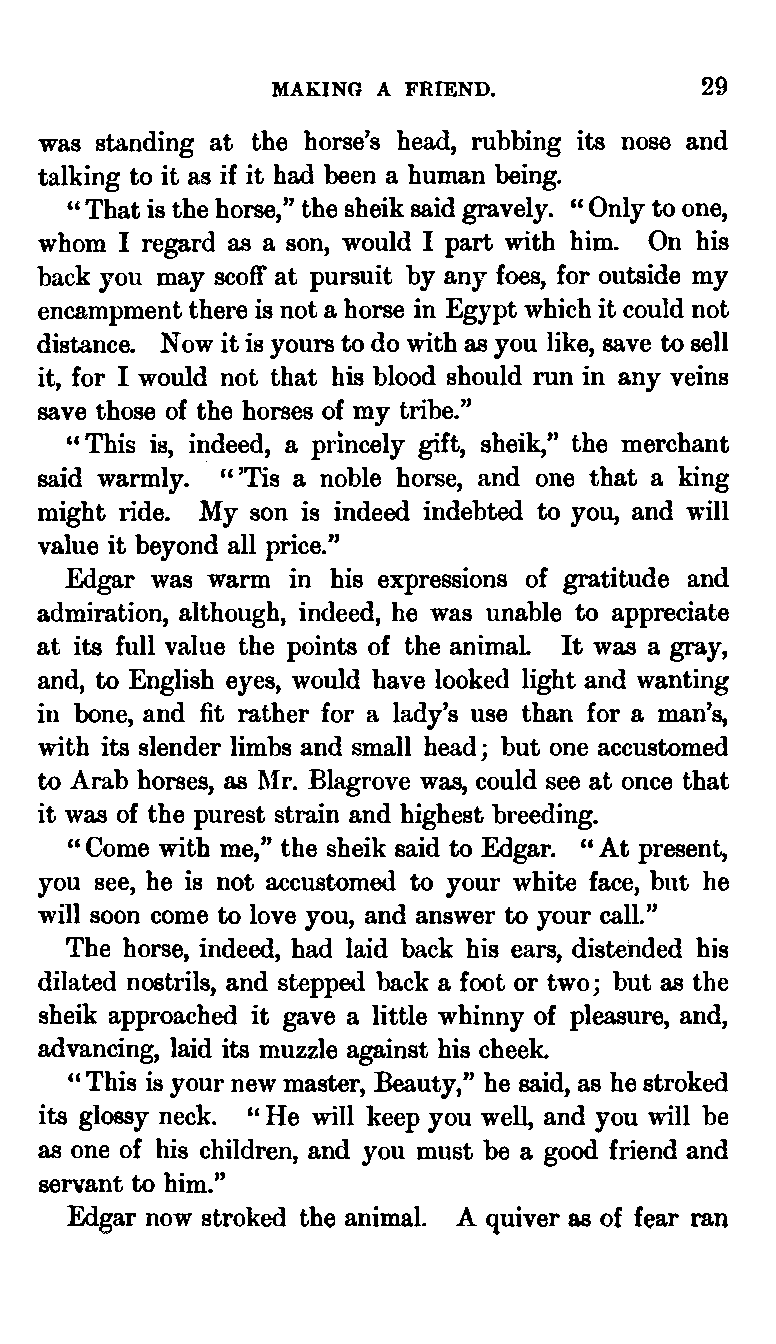 MAKING A FRIEND. 29
was standing at the horse's head, rubbing its nose and
talking to it as if it had been a human being.
"That is the horse," the sheik said gravely. "Only to one,
whom I regard as a son, would I part with him. On his
back you may scoff at pursuit by any foes, for outside my
encampment there is not a horse in Egypt which it could not
distance. Now it is yours to do with as you like, save to sell
it, for I would not that his blood should run in any veins
save those of the horses of my tribe."
"This is, indeed, a princely gift, sheik," the merchant
said warmly. "'Tis a noble horse, and one that a king
might ride. My son is indeed indebted to you, and will
value it beyond all price."
Edgar was warm in his expressions of gratitude and
admiration, although, indeed, he was unable to appreciate
at its full value the points of the animal. It was a gray,
and, to English eyes, would have looked light and wanting
in bone, and fit rather for a lady's use than for a man's,
with its slender limbs and small head; but one accustomed
to Arab horses, as Mr. Blagrove was, could see at once that
it was of the purest strain and highest breeding.
"Come with me," the sheik said to Edgar. "At present,
you see, he is not accustomed to your white face, but he
will soon come to love you, and answer to your call."
The horse, indeed, had laid back his ears, distended his
dilated nostrils, and stepped back a foot or two; but as the
sheik approached it gave a little whinny of pleasure, and,
advancing, laid its muzzle against his cheek.
"This is your new master, Beauty," he said, as he stroked
its glossy neck. "He will keep you well, and you will be
as one of his children, and you must be a good friend and
servant to him."
Edgar now stroked the animal. A quiver as of fear ran